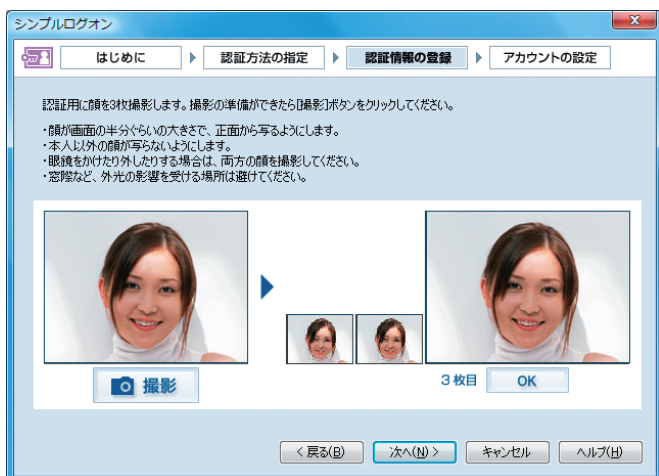 シンプルログオン
はじめに
認証方法の指定
認証情報の登録
アカウントの設定
認証用に顔を3枚撮影します。撮影の準備ができたら[撮影]ボタンをクリックしてください。
・顔が画面の半分ぐらいの大きさで、正面から写るようにします。
・本人以外の顔が写らないようにします。
・眼鏡をかけたり外したりする場合は、両方の顔を撮影してください。
・窓際など、外光の影響を受ける場所は避けてください。
撮影
3枚目
OK
< 戻る(B)
次へ(N) >
キャンセル
ヘルプ(H)